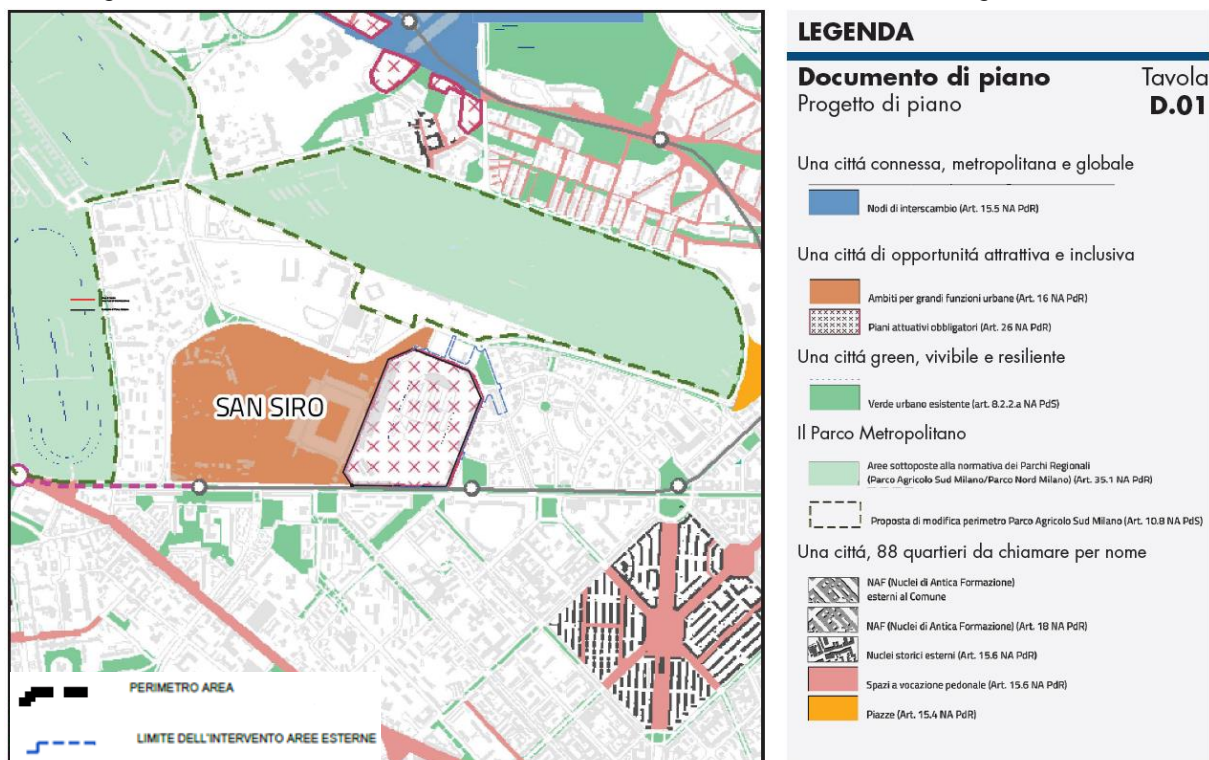 SAN SIRO
PERIMETRO AREA
LIMITE DELL'INTERVENTO AREE ESTERNE
LEGENDA
Documento di piano Tavola
Progetto di piano D.01
Una cittá connessa, metropolitana e globale
Nodi di interscambio (Art. 15.5 NA PdR)
Una cittá di opportunitá attrattiva e inclusiva
Ambiti per grandi funzioni urbane (Art. 16 NA PdR)
Piani attuativi obbligatori (Art. 26 NA PdR)
Una cittá green, vivibile e resiliente
Verde urbano esistente (art. 8.2.2.a NA PdS)
Il Parco Metropolitano
Aree sottoposte alla normativa dei Parchi Regionali
(Parco Agricolo Sud Milano/Parco Nord Milano) (Art. 35.1 NA PdR)
Proposta di modifica perimetro Parco Agricolo Sud Milano (Art. 10.8 NA PdS)
Una cittá, 88 quartieri da chiamare per nome
NAF (Nuclei di Antica Formazione)
esterni al Comune
NAF (Nuclei di Antica Formazione) (Art. 18 NA PdR)
Nuclei storici esterni (Art. 15.6 NA PdR)
Spazi a vocazione pedonale (Art. 15.6 NA PdR)
Piazze (Art. 15.4 NA PdR)